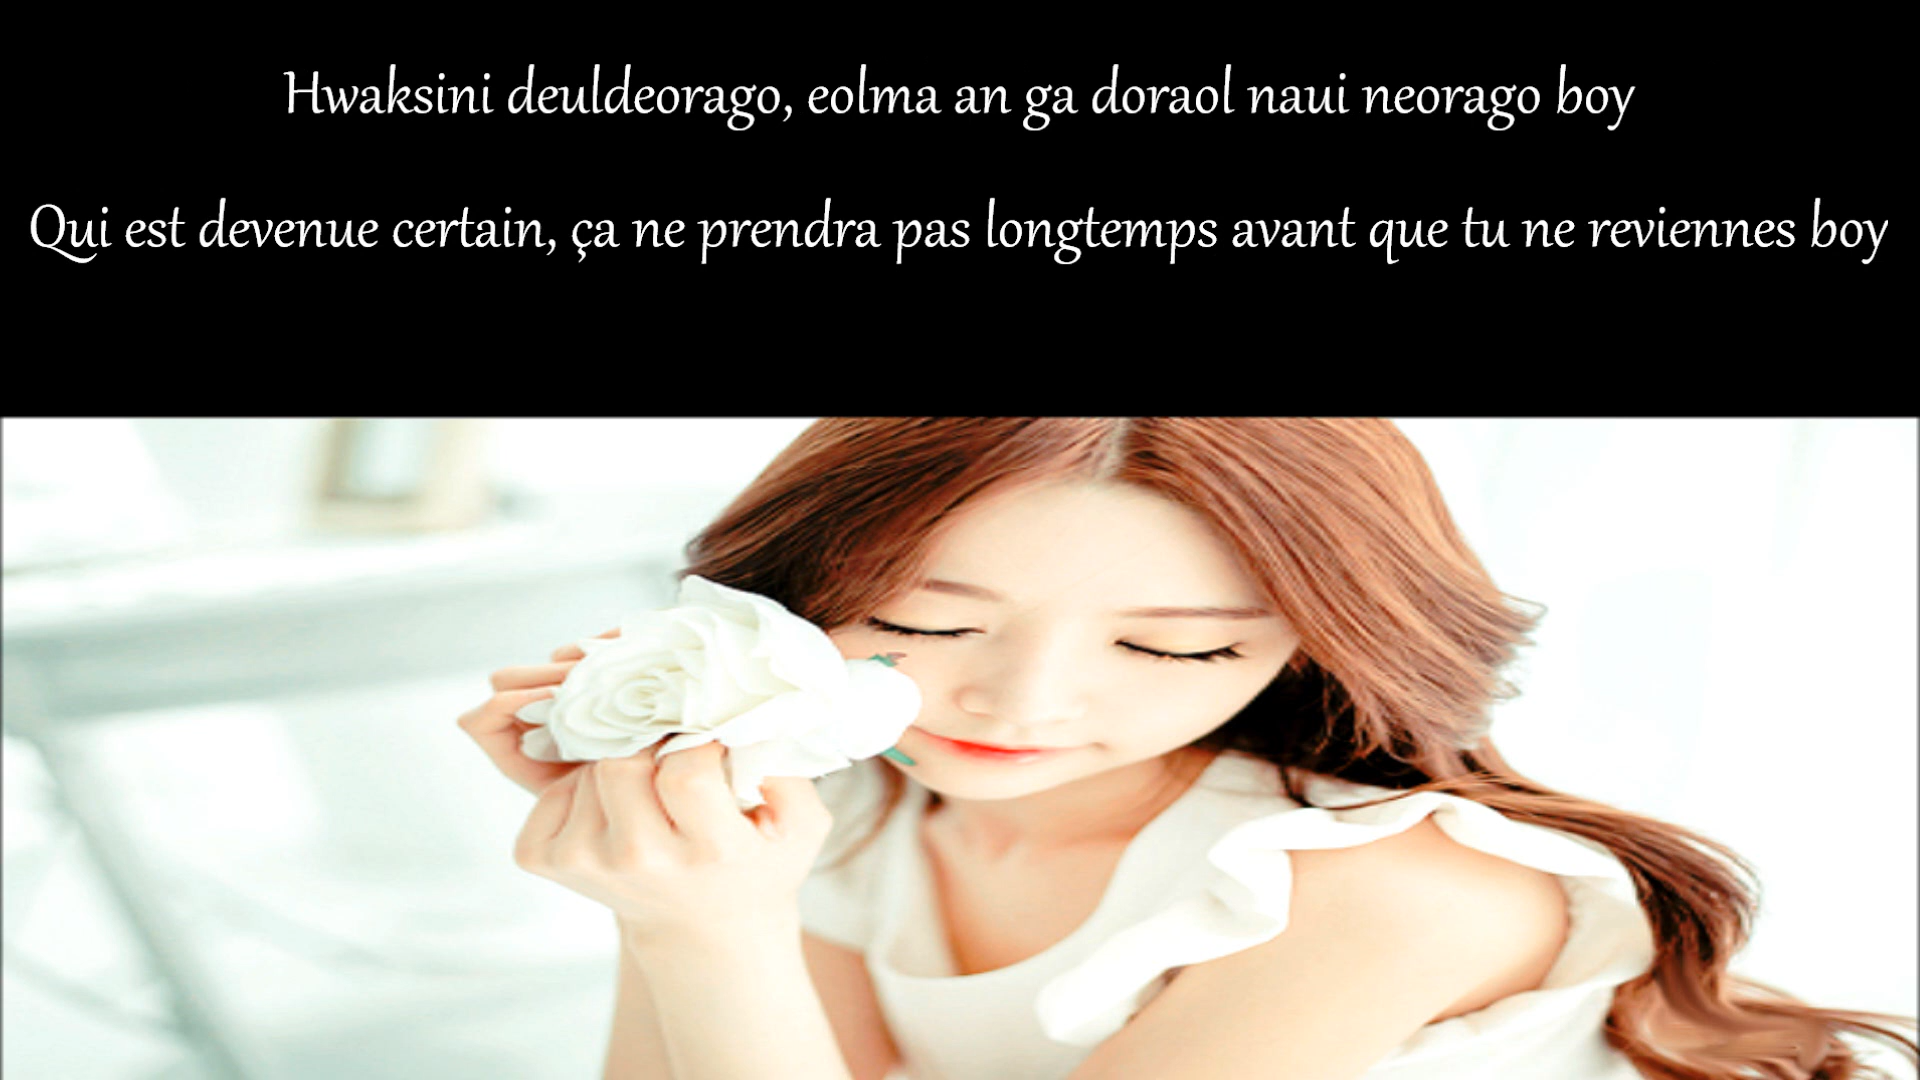 Hwaksini deuldeorago, eolma an ga doraol naui neorago boy
Qui est devenue certain, ça ne prendra pas longtemps avant que tu ne reviennes boy